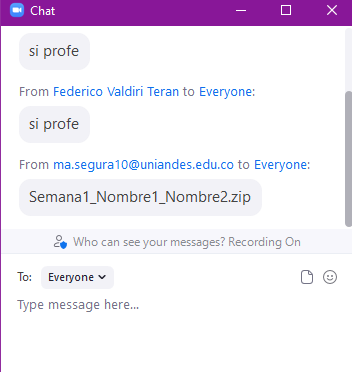 Chat
si profe
From Federico Valdiri Teran to Everyone:
si profe
From ma.segura10@uniandes.edu.co to Everyone:
Semana1_Nombre1_Nombre2.zip
Who can see your messages? Recording On
To: Everyone
Type message here...